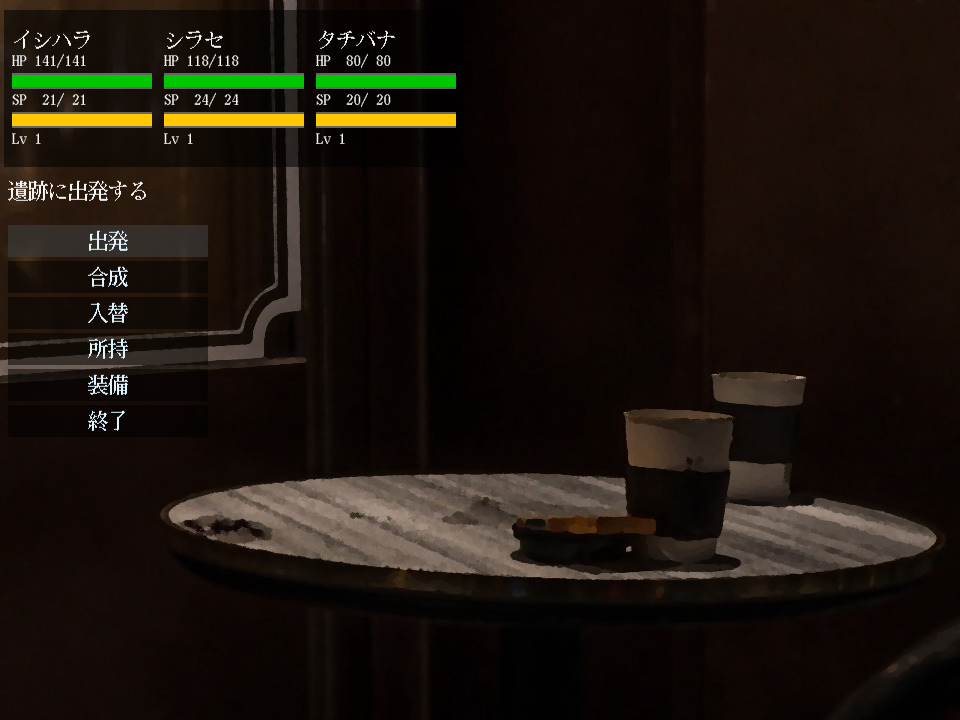 イシハラ シラセ タチバナ
HP 141/141 HP 118/118 HP 80/ 80
SP 21/ 21 SP 24/ 24 SP 20/ 20
Lv 1 Lv 1 Lv 1
遺跡に出発する
出発
合成
入替
所持
装備
終了